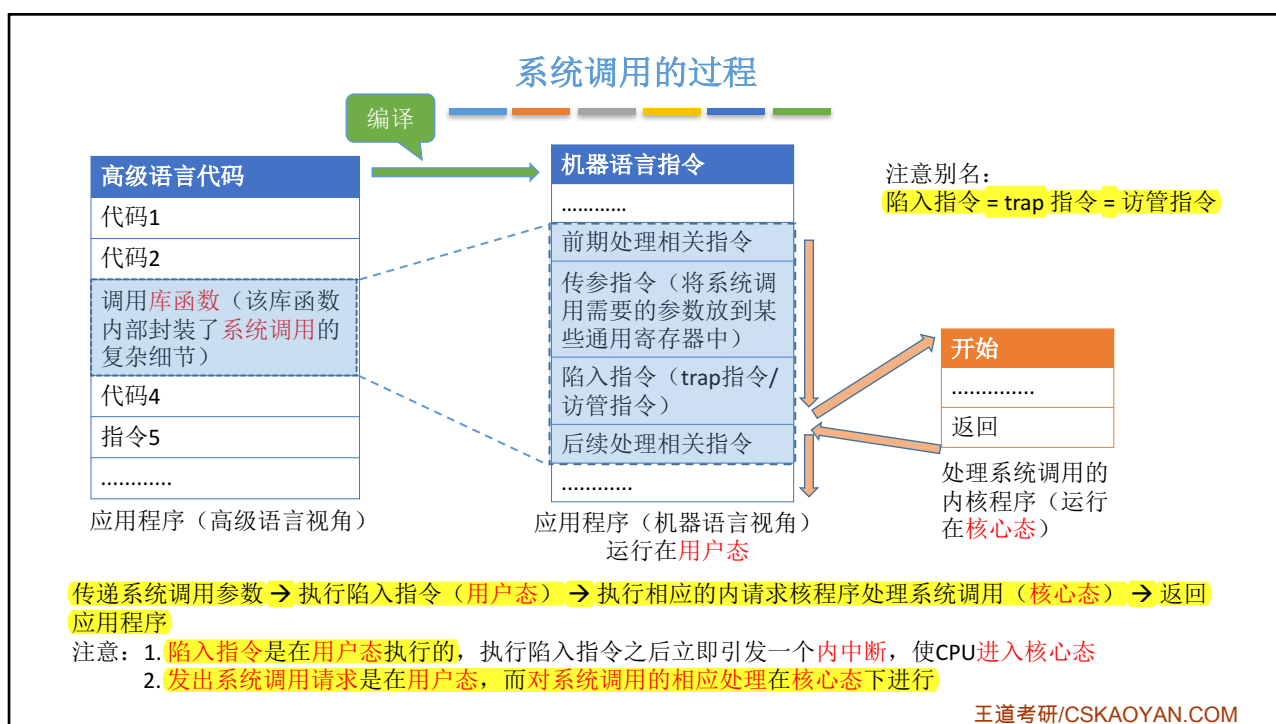 系统调用的过程
编译
高级语言代码
代码1
代码2
调用库函数（该库函数
内部封装了系统调用的
复杂细节）
代码4
指令5
............
应用程序（高级语言视角）
机器语言指令
............
前期处理相关指令
传参指令（将系统调
用需要的参数放到某
些通用寄存器中）
陷入指令（trap指令/
访管指令）
后续处理相关指令
............
应用程序（机器语言视角）
运行在用户态
注意别名：
陷入指令 = trap 指令 = 访管指令
开始
..............
返回
处理系统调用的
内核程序（运行
在核心态）
传递系统调用参数 → 执行陷入指令（用户态） → 执行相应的内请求核程序处理系统调用（核心态） → 返回
应用程序
注意：1. 陷入指令是在用户态执行的，执行陷入指令之后立即引发一个内中断，使CPU进入核心态
2. 发出系统调用请求是在用户态，而对系统调用的相应处理在核心态下进行
王道考研/CSKAOYAN.COM